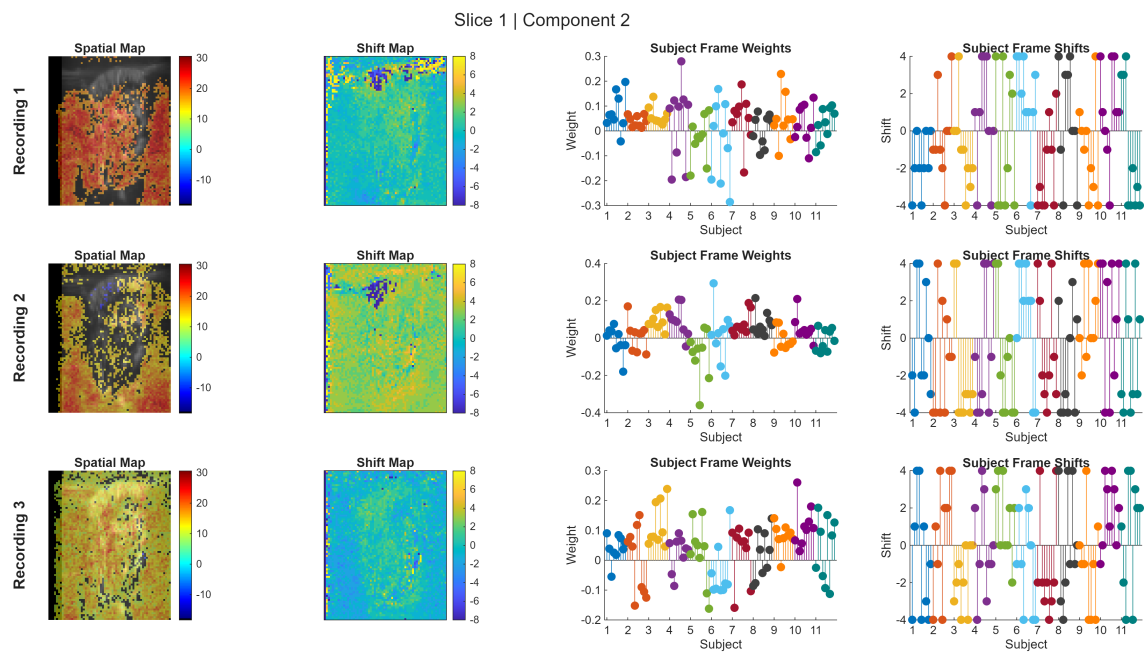 Slice 1 | Component 2
Recording 1
Spatial Map
30
20
10
0
-10
Shift Map
8
6
4
2
0
-2
-4
-6
-8
Subject Frame Weights
Weight
0.3
0.2
0.1
0
-0.1
-0.2
-0.3
1 2 3 4 5 6 7 8 9 10 11
Subject
Subject Frame Shifts
Shift
4
2
0
-2
-4
1 2 3 4 5 6 7 8 9 10 11
Subject
Recording 2
Spatial Map
30
20
10
0
-10
Shift Map
8
6
4
2
0
-2
-4
-6
-8
Subject Frame Weights
Weight
0.4
0.2
0
-0.2
-0.4
1 2 3 4 5 6 7 8 9 10 11
Subject
Subject Frame Shifts
Shift
4
2
0
-2
-4
1 2 3 4 5 6 7 8 9 10 11
Subject
Recording 3
Spatial Map
30
20
10
0
-10
Shift Map
8
6
4
2
0
-2
-4
-6
-8
Subject Frame Weights
Weight
0.3
0.2
0.1
0
-0.1
-0.2
1 2 3 4 5 6 7 8 9 10 11
Subject
Subject Frame Shifts
Shift
4
2
0
-2
-4
1 2 3 4 5 6 7 8 9 10 11
Subject